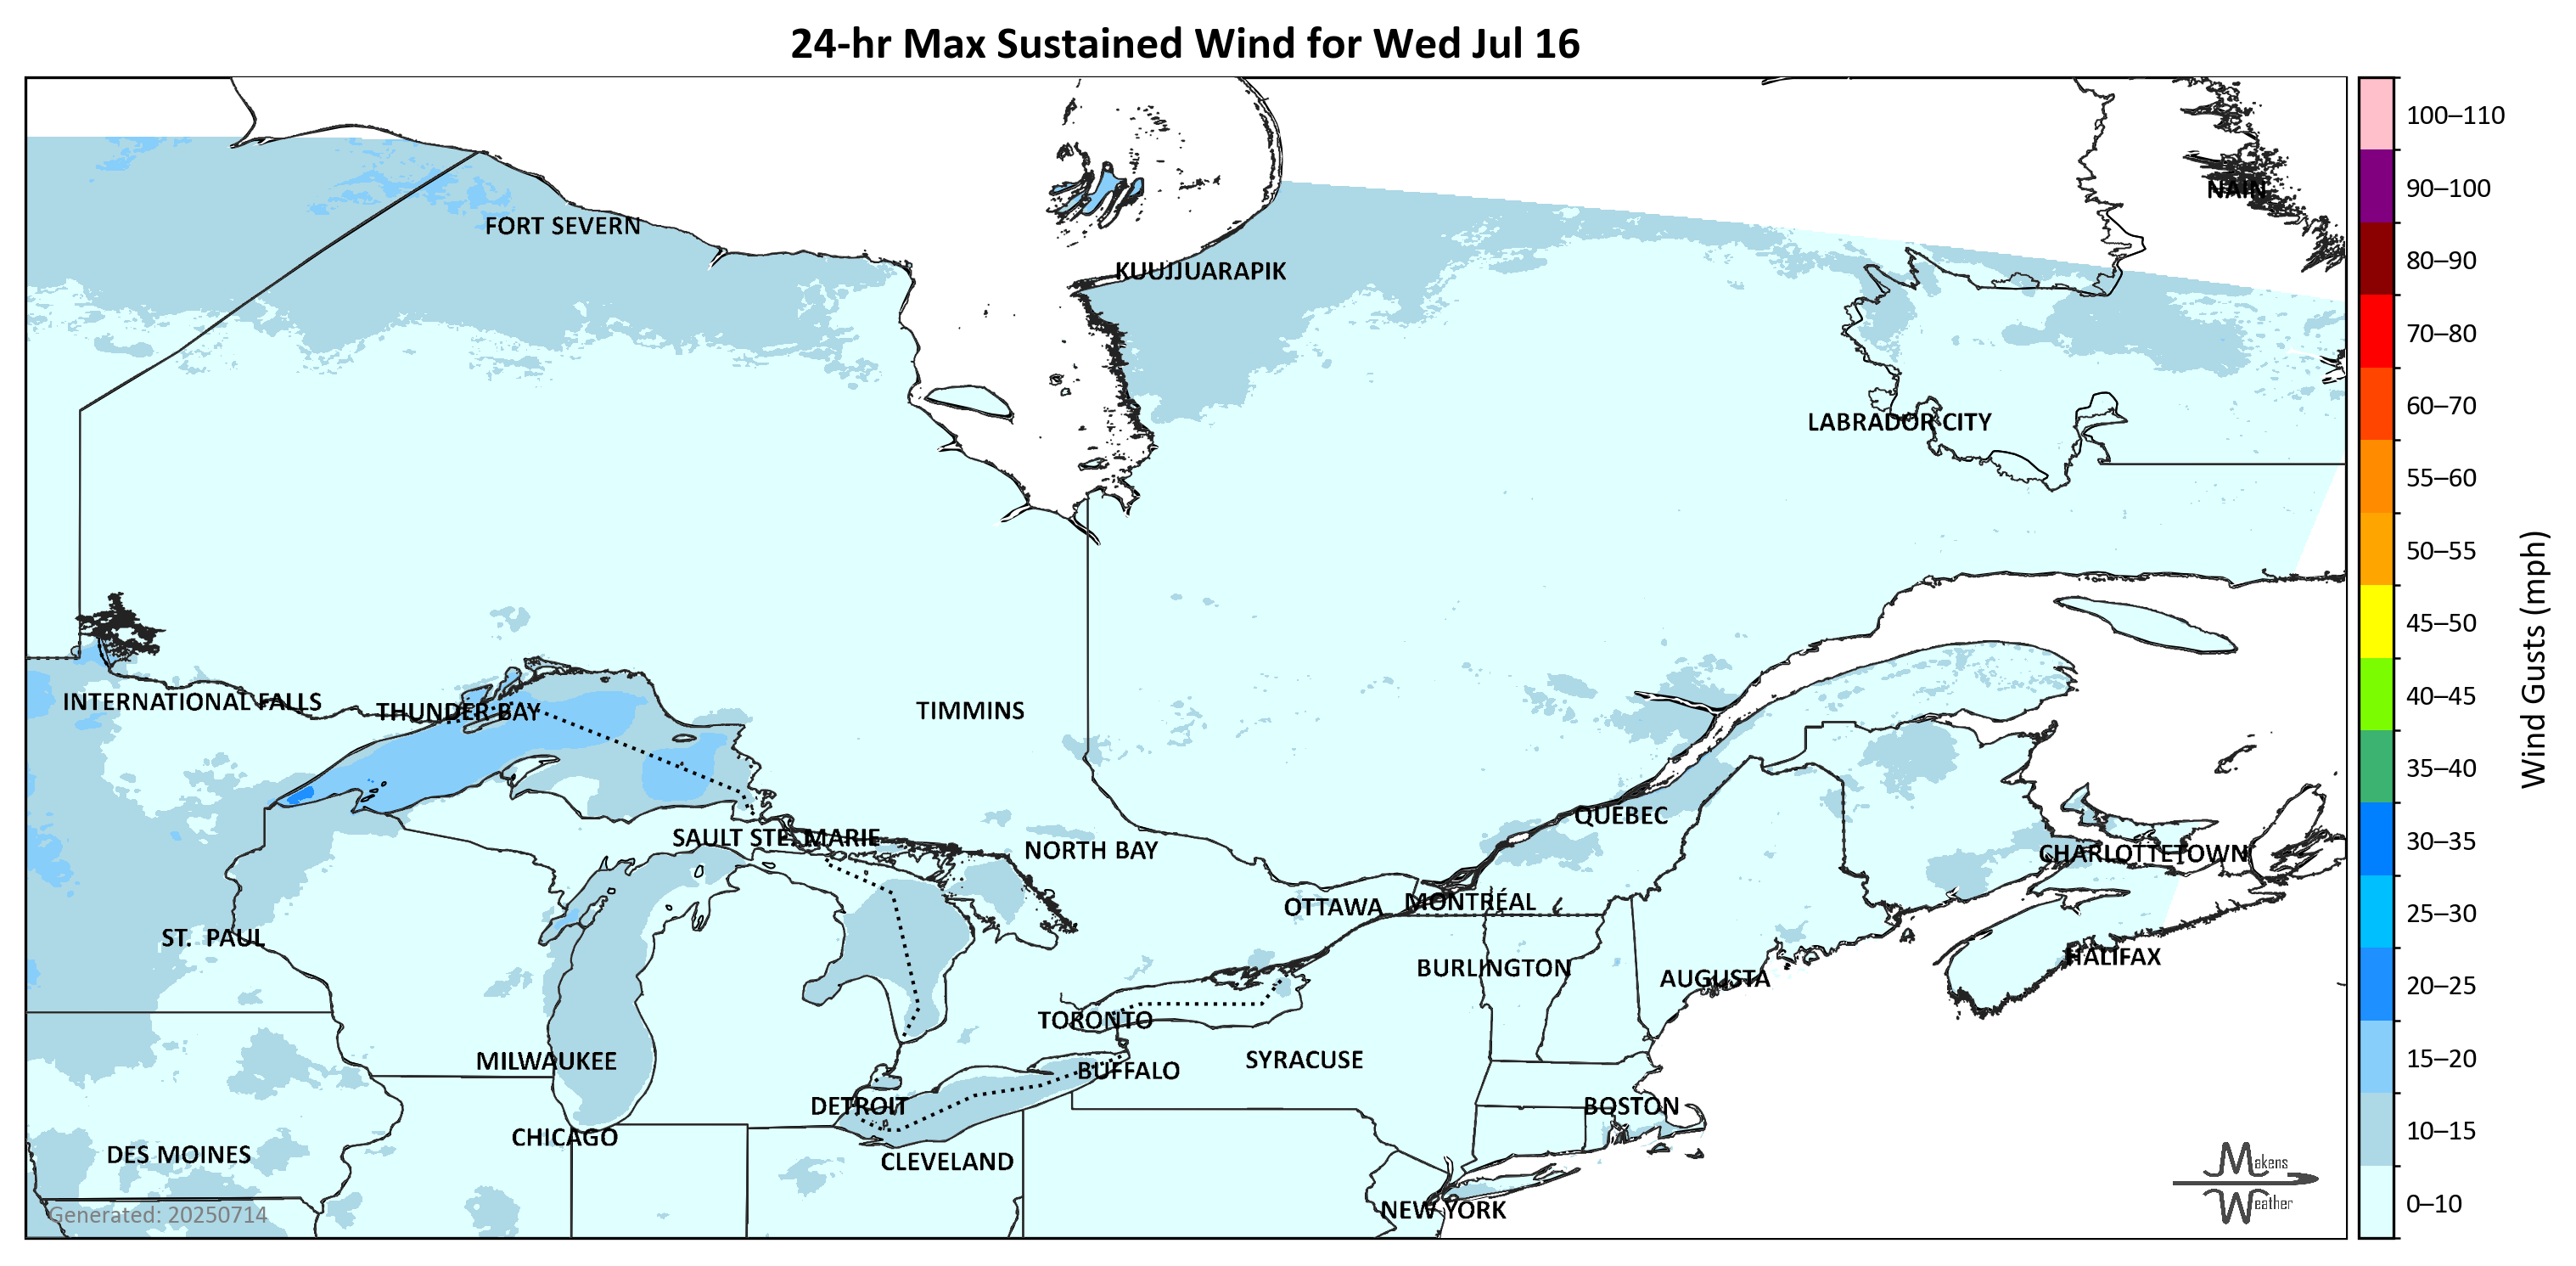 24-hr Max Sustained Wind for Wed Jul 16
100–110
90–100
NAIN
FORT SEVERN
80–90
KUUJJUARAPIK
70–80
60–70
LABRADOR CITY
55–60
50–55
45–50
Wind Gusts (mph)
40–45
INTERNATIONAL FALLS
THUNDER BAY
TIMMINS
35–40
QUEBEC
30–35
SAULT STE. MARIE
NORTH BAY
CHARLOTTETOWN
OTTAWA
MONTRÉAL
25–30
ST. PAUL
HALIFAX
BURLINGTON
AUGUSTA
20–25
TORONTO
MILWAUKEE
SYRACUSE
15–20
BUFFALO
DETROIT
BOSTON
10–15
CHICAGO
DES MOINES
CLEVELAND
Makens
Weather
0–10
NEW YORK
Generated: 20250714